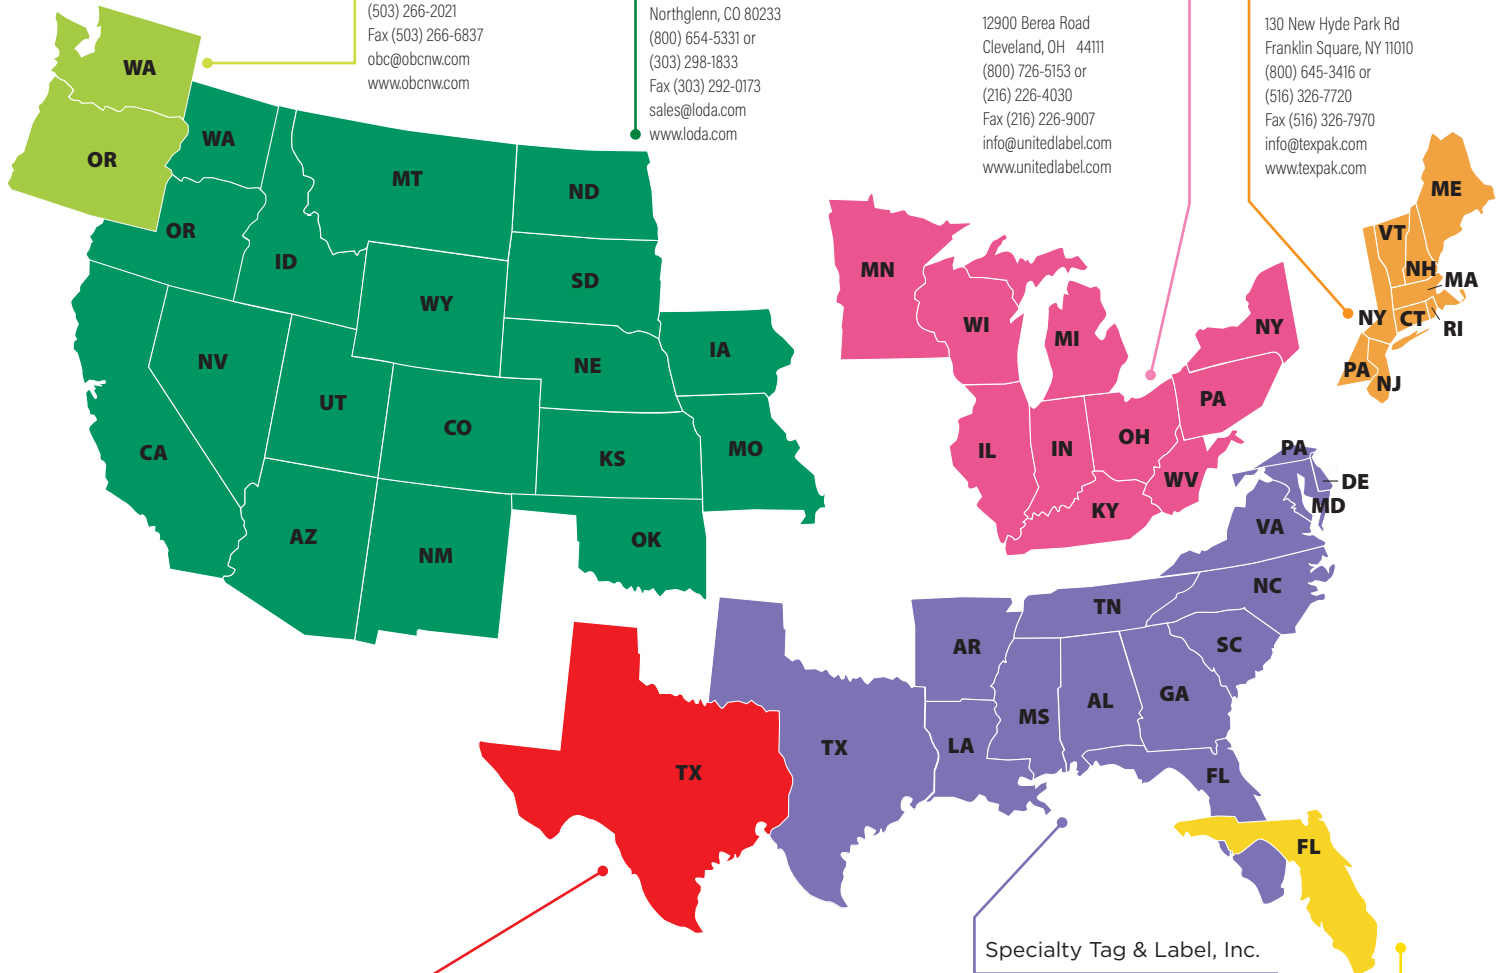 (503) 266-2021
Fax (503) 266-6837
obc@obcnw.com
www.obcnw.com
Northglenn, CO 80233
(800) 654-5331 or
(303) 298-1833
Fax (303) 292-0173
sales@loda.com
www.loda.com
12900 Berea Road
Cleveland, OH 44111
(800) 726-5153 or
(216) 226-4030
Fax (216) 226-9007
info@unitedlabel.com
www.unitedlabel.com
130 New Hyde Park Rd
Franklin Square, NY 11010
(800) 645-3416 or
(516) 326-7720
Fax (516) 326-7970
info@texpak.com
www.texpak.com
WA
OR
WA
OR
MT
ND
ID
WY
SD
NV
UT
CO
NE
IA
CA
KS
MO
AZ
NM
OK
MN
WI
MI
NY
PA
IL
IN
OH
WV
KY
ME
VT
NH
MA
NY
CT
RI
PA
NJ
PA
DE
MD
VA
NC
TN
SC
AR
MS
AL
GA
LA
TX
FL
TX
FL
Specialty Tag & Label, Inc.